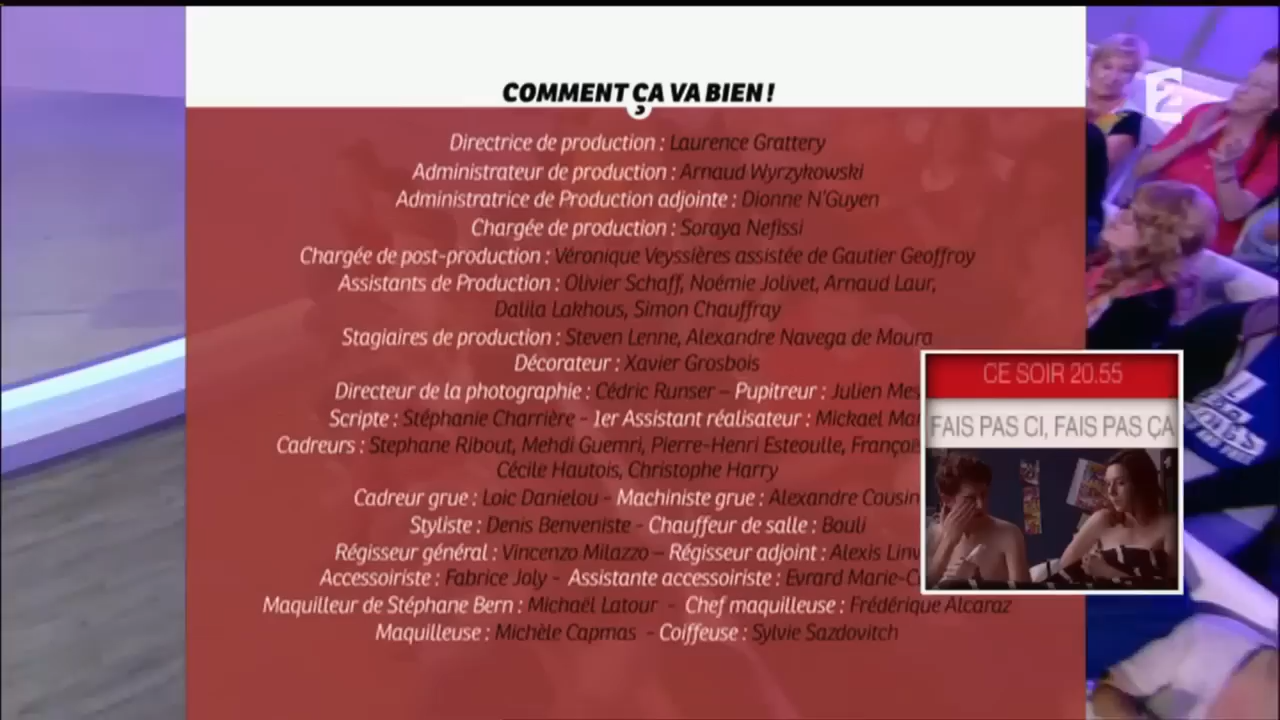 COMMENT ÇA VA BIEN !
Directrice de production : Laurence Grattery
Administrateur de production : Arnaud Wyrzykowski
Administratrice de Production adjointe : Dionne N'Guyen
Chargée de production : Soraya Nefissi
Chargée de post-production : Véronique Veyssières assistée de Gautier Geoffroy
Assistants de Production : Olivier Schaff, Noémie Jolivet, Arnaud Laur,
Dalila Lakhous, Simon Chauffray
Stagiaires de production : Steven Lenne, Alexandre Navega de Moura
Décorateur : Xavier Grosbois
Directeur de la photographie : Cédric Runser – Pupitreur : Julien
Scripte : Stéphanie Charrière - 1er Assistant réalisateur : Mickael
Cadreurs : Stephane Ribout, Mehdi Guemri, Pierre-Henri Esteoulle,
Cécile Hautois, Christophe Harry
Cadreur grue : Loic Danielou - Machiniste grue : Alexandre Cousin
Styliste : Denis Benveniste - Chauffeur de salle : Bouli
Régisseur général : Vincenzo Milazzo – Régisseur adjoint : Alexis
Accessoiriste : Fabrice Joly - Assistante accessoiriste : Evrard
Maquilleur de Stéphane Bern : Michaël Latour - Chef maquilleuse : Frédérique Alcaraz
Maquilleuse : Michèle Capmas - Coiffeuse : Sylvie Sazdovitch
2
CE SOIR 20.55
FAIS PAS CI, FAIS PAS ÇA